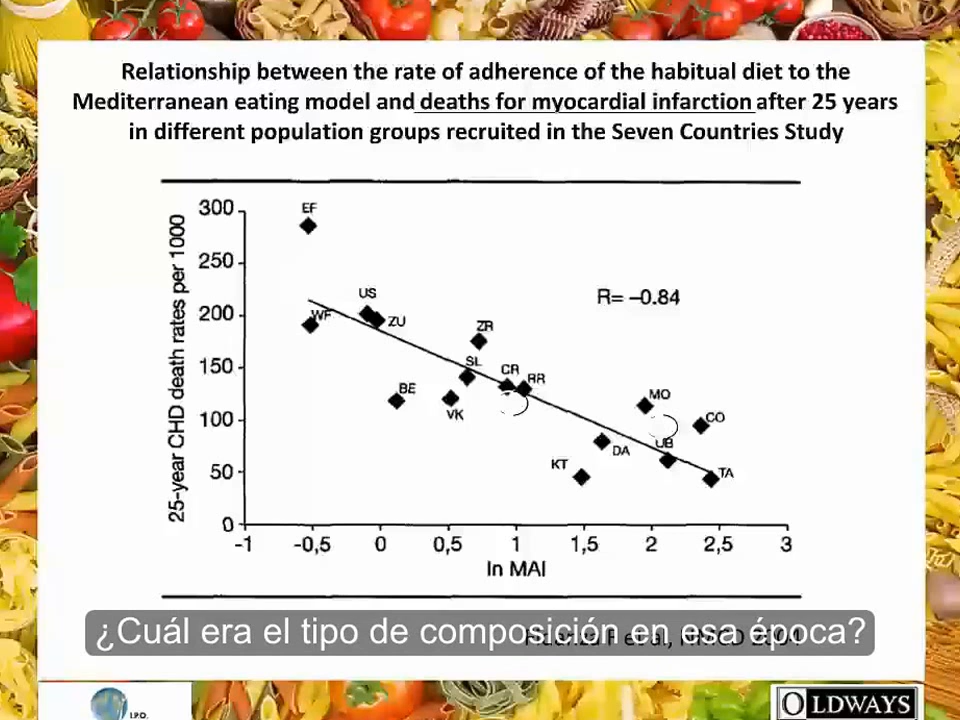 Relationship between the rate of adherence of the habitual diet to the
Mediterranean eating model and deaths for myocardial infarction after 25 years
in different population groups recruited in the Seven Countries Study
25-year CHD death rates per 1000
300
250
200
150
100
50
0
EF
US
WF
ZU
ZR
SL
CR
RR
BE
VK
MO
CO
UB
DA
KT
TA
R= –0.84
-1 -0,5 0 0,5 1 1,5 2 2,5 3
ln MAI
¿Cuál era el tipo de composición en esa época?
I.P.O.
OLDWAYS